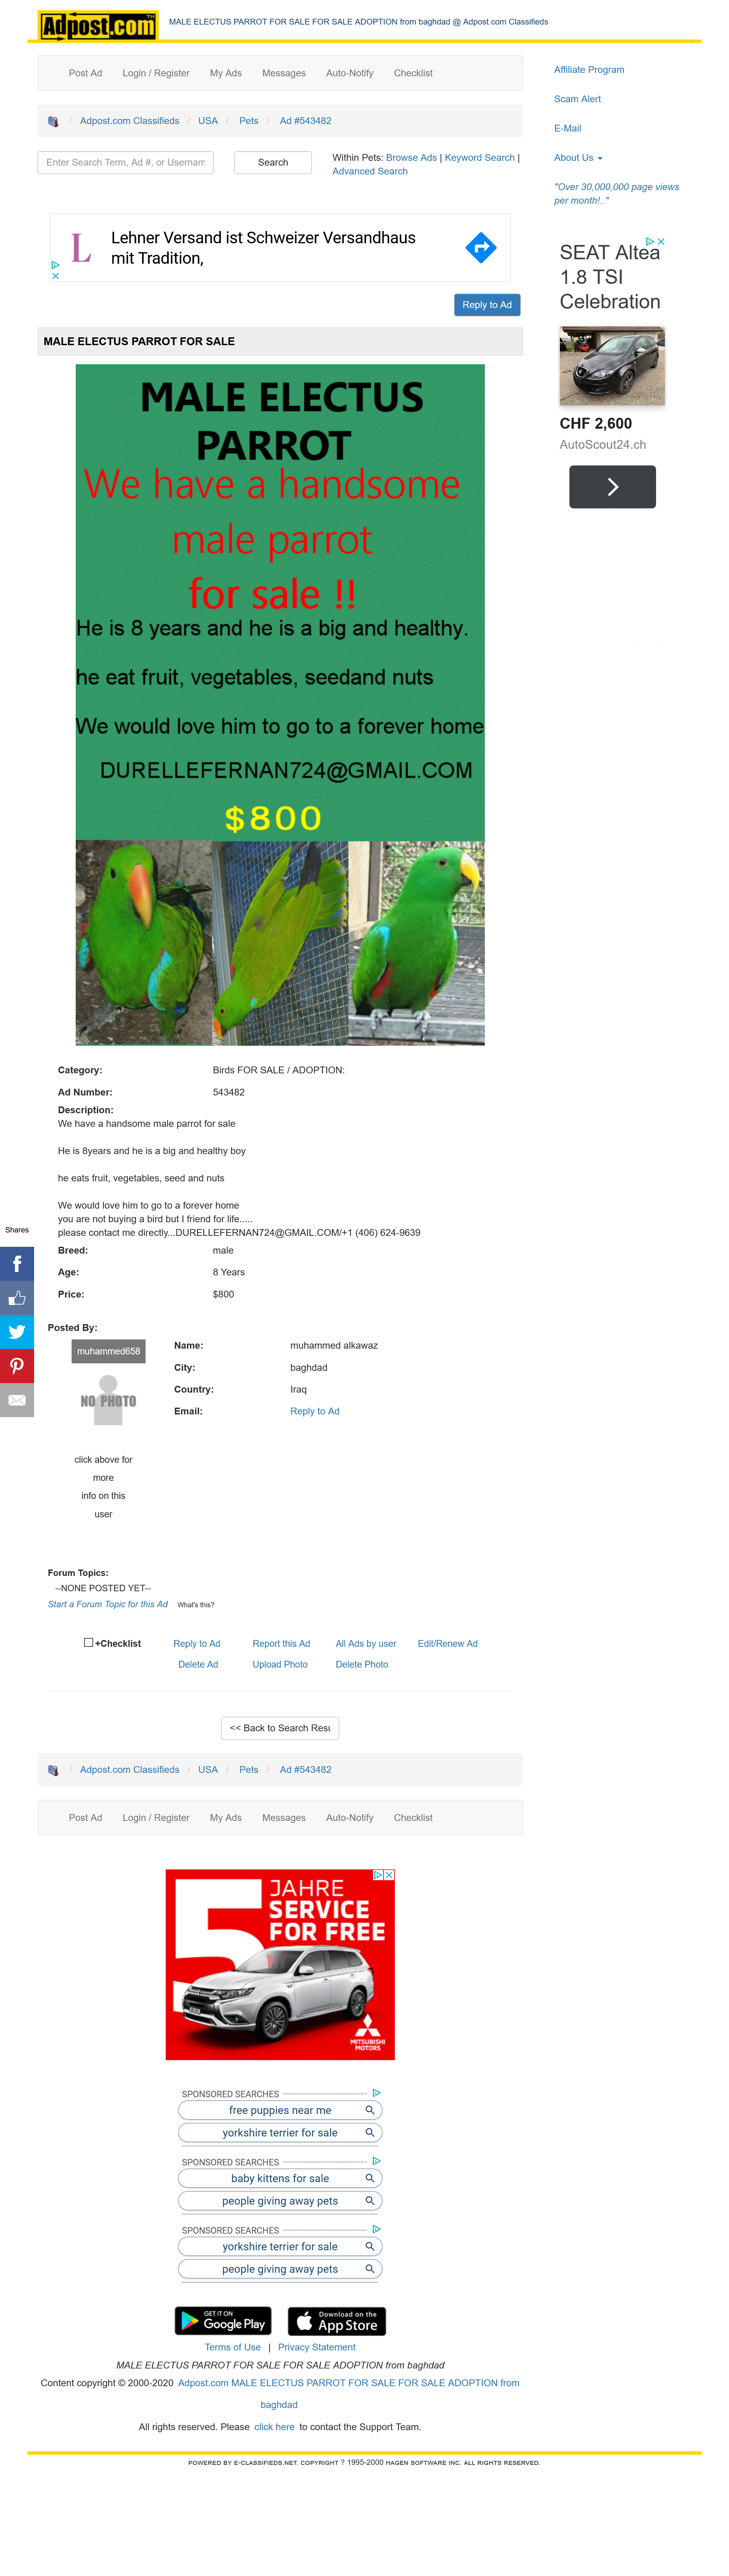 Adpost.com
TM
MALE ELECTUS PARROT FOR SALE FOR SALE ADOPTION from baghdad @ Adpost.com Classifieds
Post Ad Login / Register My Ads Messages Auto-Notify Checklist
/ Adpost.com Classifieds / USA / Pets / Ad #543482
Enter Search Term, Ad #, or Usernam
Search
Within Pets: Browse Ads | Keyword Search |
Advanced Search
Affiliate Program
Scam Alert
E-Mail
About Us
"Over 30,000,000 page views
per month!.."
L
Lehner Versand ist Schweizer Versandhaus
mit Tradition,
Reply to Ad
SEAT Altea
1.8 TSI
Celebration
CHF 2,600
AutoScout24.ch
MALE ELECTUS PARROT FOR SALE
MALE ELECTUS
PARROT
We have a handsome
male parrot
for sale !!
He is 8 years and he is a big and healthy.
he eat fruit, vegetables, seedand nuts
We would love him to go to a forever home
DURELLEFERNAN724@GMAIL.COM
$800
Category: Birds FOR SALE / ADOPTION:
Ad Number: 543482
Description:
We have a handsome male parrot for sale
He is 8years and he is a big and healthy boy
he eats fruit, vegetables, seed and nuts
We would love him to go to a forever home
you are not buying a bird but I friend for life.....
please contact me directly...DURELLEFERNAN724@GMAIL.COM/+1 (406) 624-9639
Shares
Breed: male
Age: 8 Years
Price: $800
Posted By:
muhammed658
NO PHOTO
click above for
more
info on this
user
Name: muhammed alkawaz
City: baghdad
Country: Iraq
Email: Reply to Ad
Forum Topics:
--NONE POSTED YET--
Start a Forum Topic for this Ad What's this?
+Checklist Reply to Ad Report this Ad All Ads by user Edit/Renew Ad
Delete Ad Upload Photo Delete Photo
<< Back to Search Resu
/ Adpost.com Classifieds / USA / Pets / Ad #543482
Post Ad Login / Register My Ads Messages Auto-Notify Checklist
5 JAHRE
SERVICE
FOR FREE
MITSUBISHI
MOTORS
SPONSORED SEARCHES
free puppies near me
yorkshire terrier for sale
SPONSORED SEARCHES
baby kittens for sale
people giving away pets
SPONSORED SEARCHES
yorkshire terrier for sale
people giving away pets
GET IT ON
Google Play
Download on the
App Store
Terms of Use | Privacy Statement
MALE ELECTUS PARROT FOR SALE FOR SALE ADOPTION from baghdad
Content copyright © 2000-2020 Adpost.com MALE ELECTUS PARROT FOR SALE FOR SALE ADOPTION from
baghdad
All rights reserved. Please click here to contact the Support Team.
POWERED BY E-CLASSIFIEDS.NET. COPYRIGHT ? 1995-2000 HAGEN SOFTWARE INC. ALL RIGHTS RESERVED.